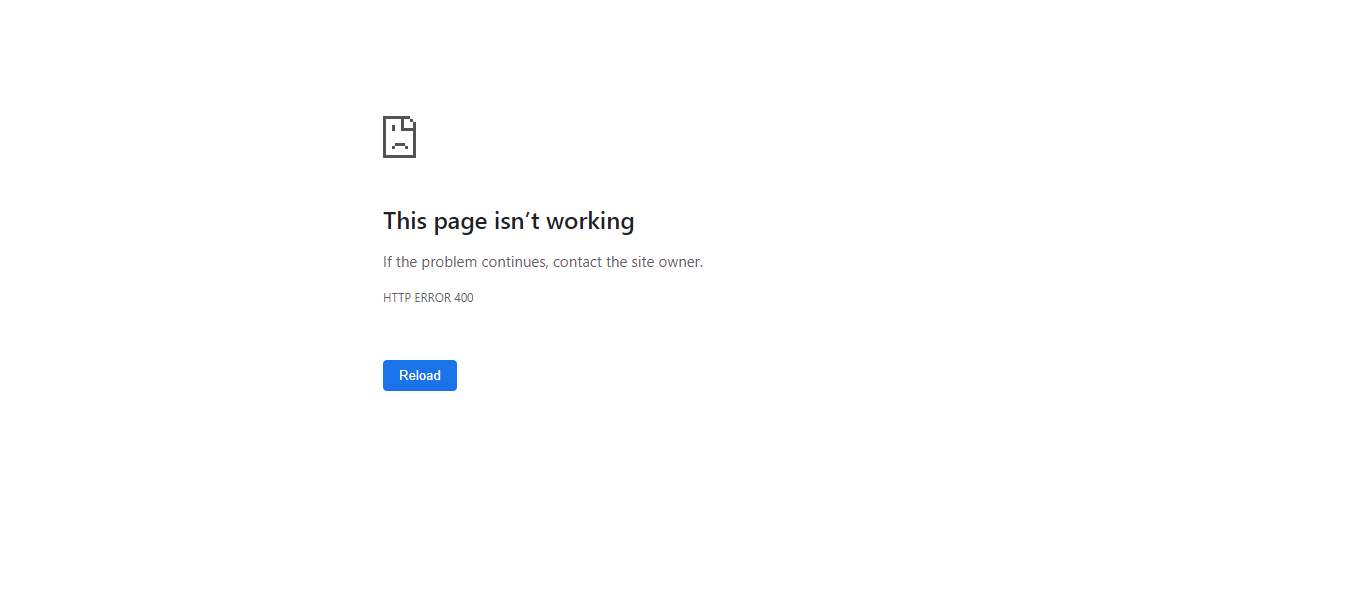 This page isn’t working
If the problem continues, contact the site owner.
HTTP ERROR 400
Reload